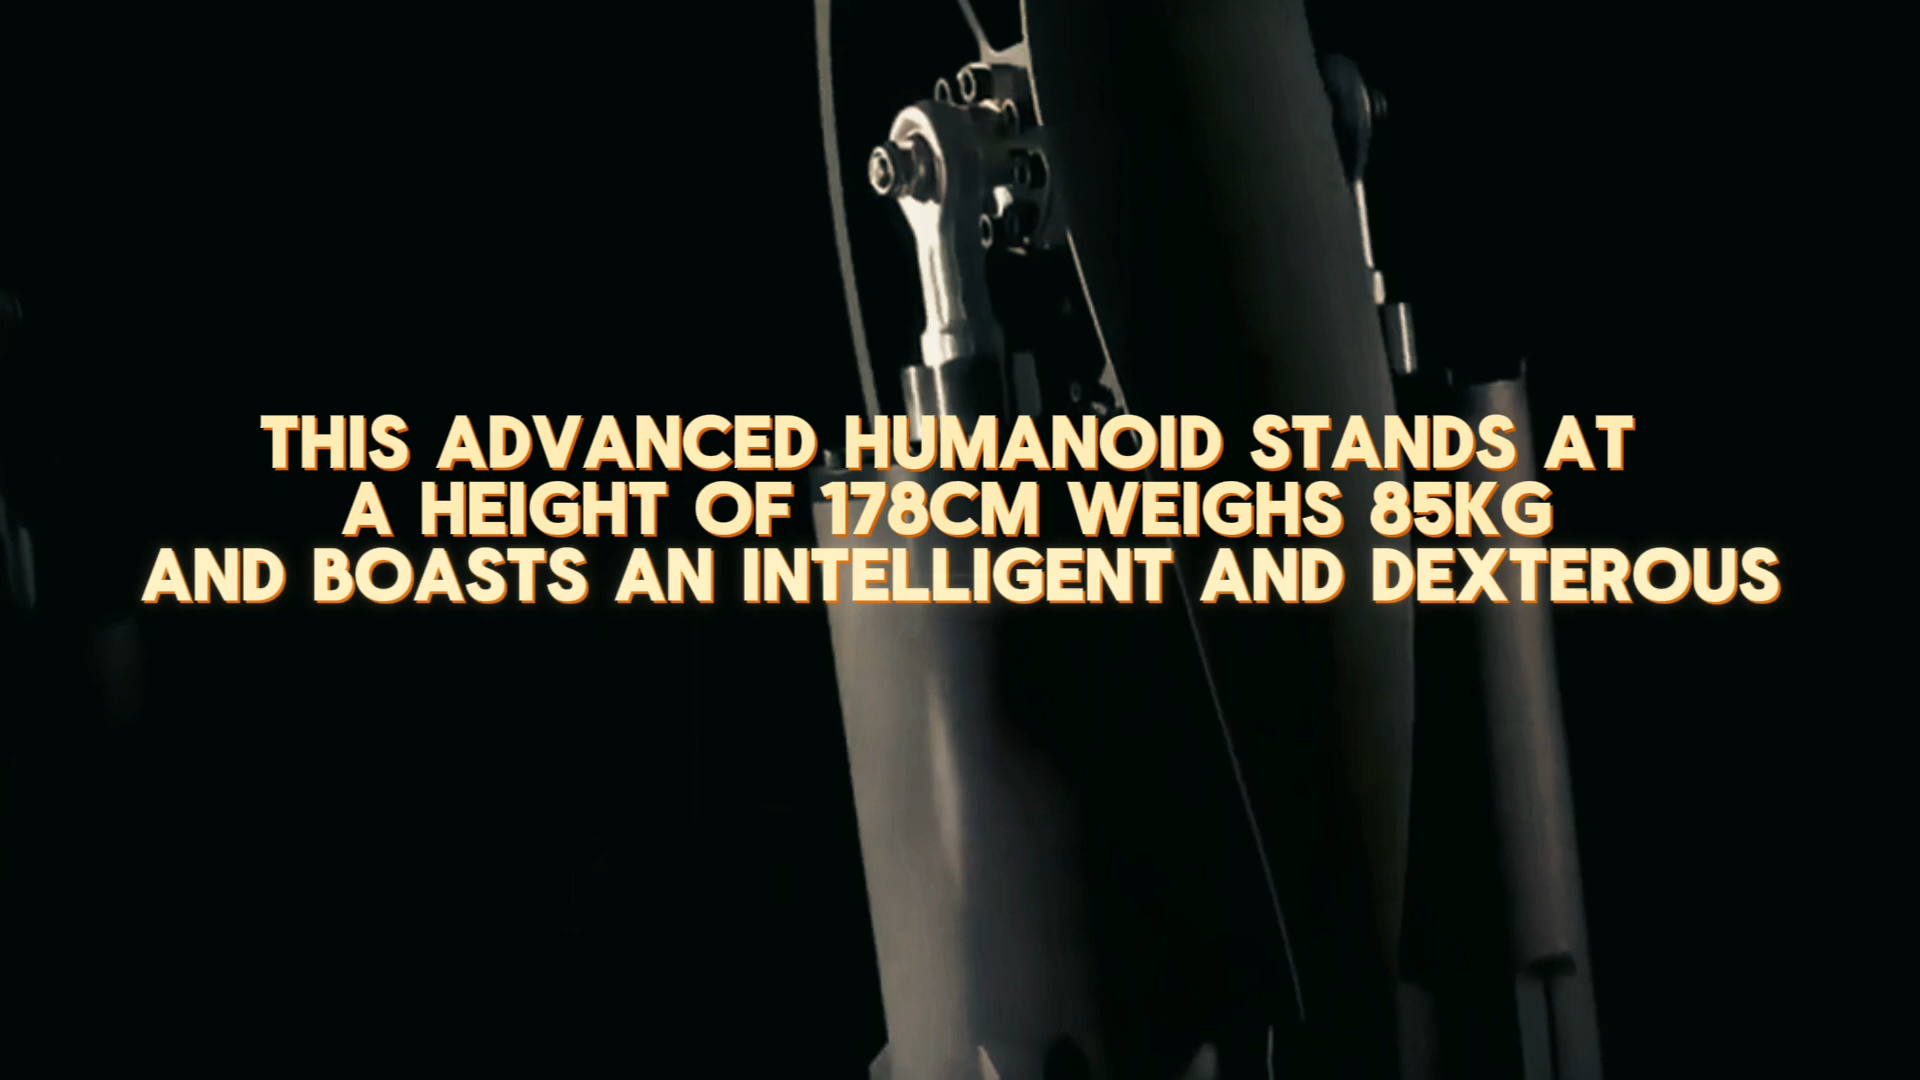 THIS ADVANCED HUMANOID STANDS AT
A HEIGHT OF 178CM WEIGHS 85KG
AND BOASTS AN INTELLIGENT AND DEXTEROUS